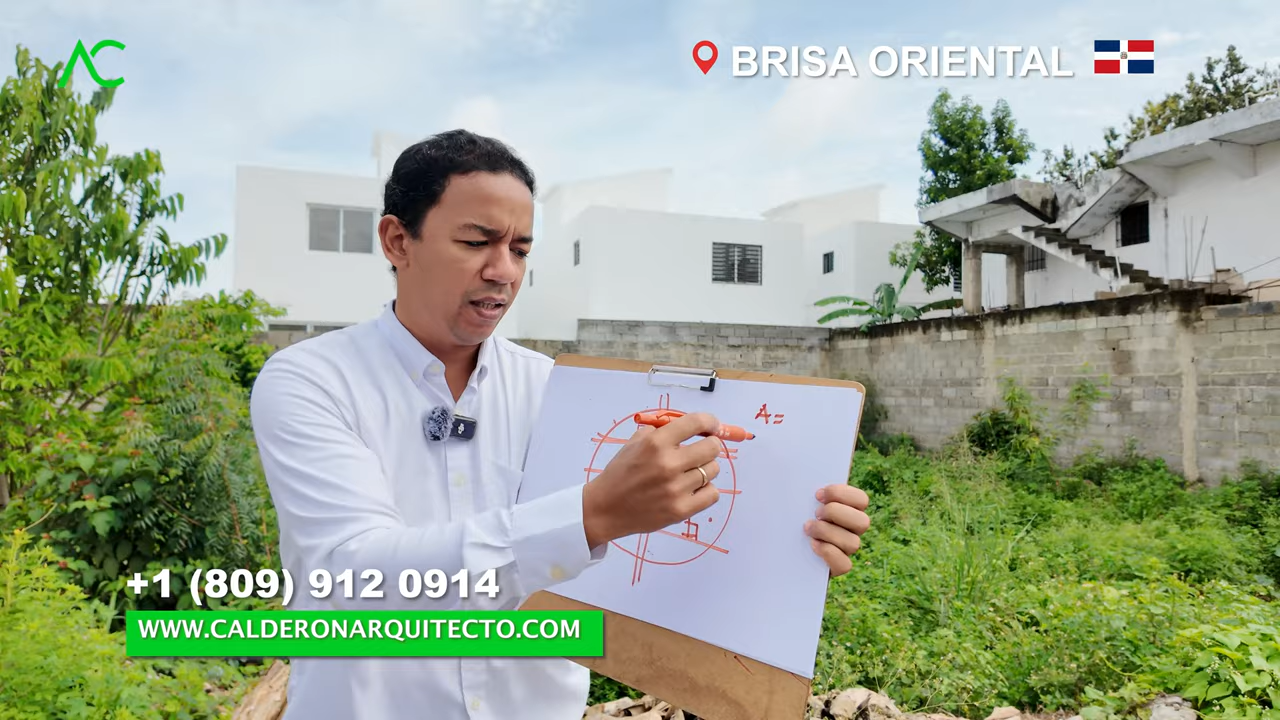 AC
BRISA ORIENTAL
A=
+1 (809) 912 0914
WWW.CALDERONARQUITECTO.COM